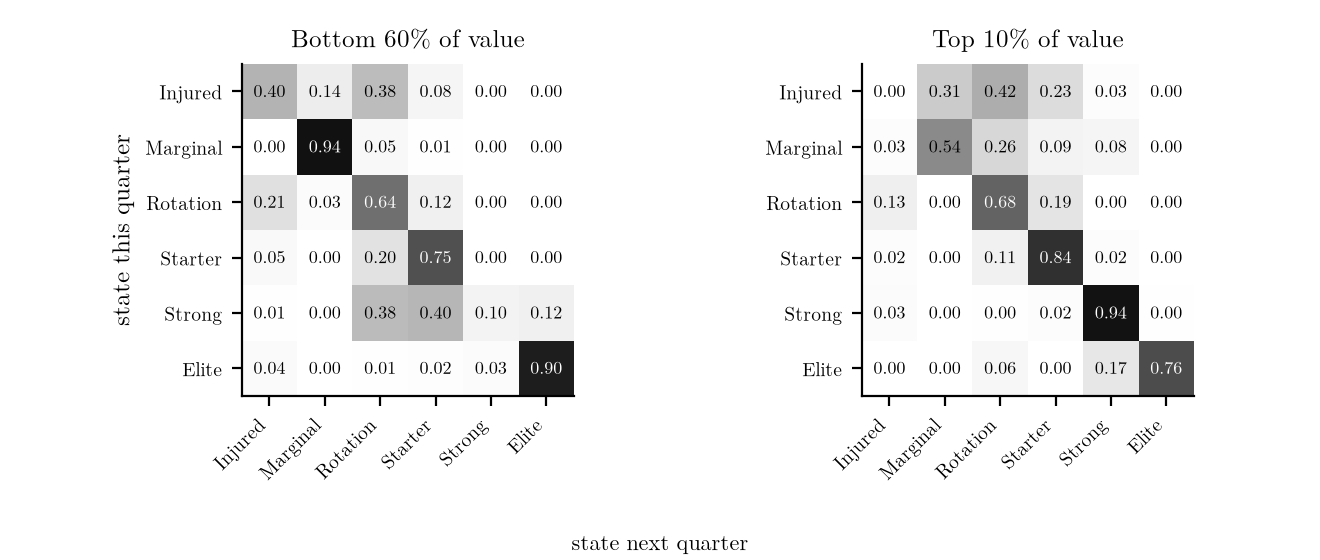 Bottom 60% of value
Top 10% of value
state this quarter
Injured 0.40 0.14 0.38 0.08 0.00 0.00
Marginal 0.00 0.94 0.05 0.01 0.00 0.00
Rotation 0.21 0.03 0.64 0.12 0.00 0.00
Starter 0.05 0.00 0.20 0.75 0.00 0.00
Strong 0.01 0.00 0.38 0.40 0.10 0.12
Elite 0.04 0.00 0.01 0.02 0.03 0.90
Injured Marginal Rotation Starter Strong Elite
Injured 0.00 0.31 0.42 0.23 0.03 0.00
Marginal 0.03 0.54 0.26 0.09 0.08 0.00
Rotation 0.13 0.00 0.68 0.19 0.00 0.00
Starter 0.02 0.00 0.11 0.84 0.02 0.00
Strong 0.03 0.00 0.00 0.02 0.94 0.00
Elite 0.00 0.00 0.06 0.00 0.17 0.76
Injured Marginal Rotation Starter Strong Elite
state next quarter